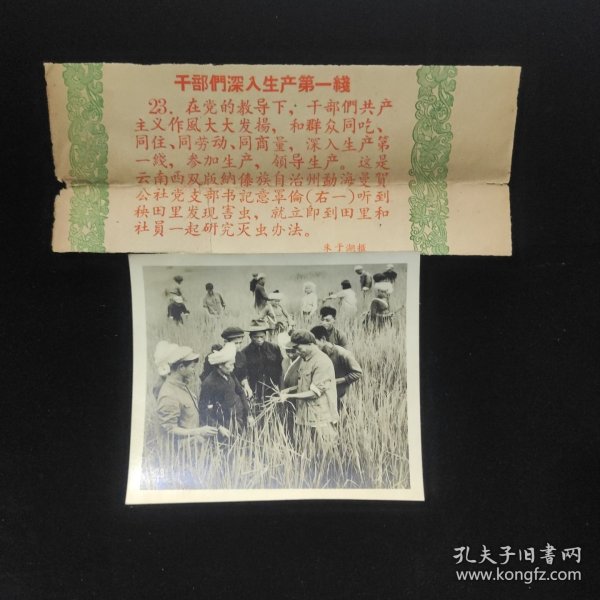 干部們深入生产第一綫
23. 在党的教导下，干部們共产
主义作風大大发揚，和群众同吃、
同住、同劳动、同商量，深入生产第
一綫，参加生产，領导生产。这是
云南西双版納傣族自治州勐海曼賀
公社党支部书記意罕倫(右一)听到
秧田里发現害虫，就立即到田里和
社員一起研究灭虫办法。
朱于湖摄
孔夫子旧书网
www.kongfz.com